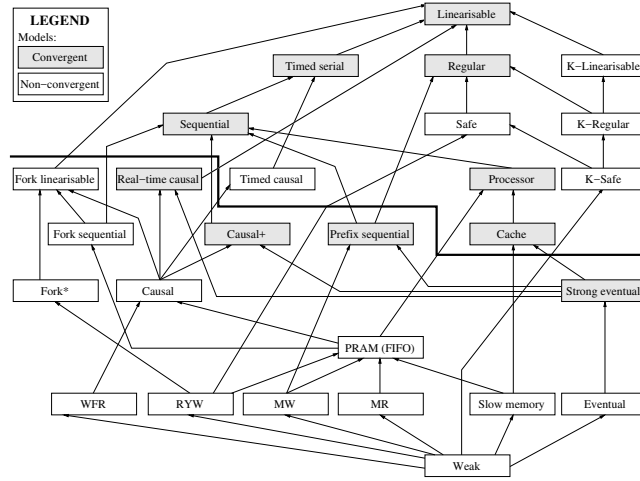 LEGEND
Models:
Convergent
Non−convergent
Linearisable
Timed serial
Regular
K−Linearisable
Sequential
Safe
K−Regular
Fork linearisable
Real−time causal
Timed causal
Processor
K−Safe
Fork sequential
Causal+
Prefix sequential
Cache
Fork*
Causal
Strong eventual
PRAM (FIFO)
WFR
RYW
MW
MR
Slow memory
Eventual
Weak